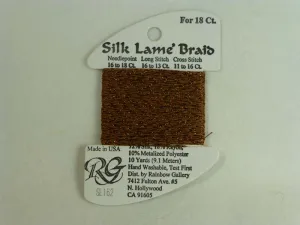 For 18 Ct.
Silk Lamé Braid
Needlepoint Long Stitch Cross Stitch
16 to 18 Ct. 16 to 13 Ct. 11 to 16 Ct.
Made in USA
RG
10% Metalized Polyester
10 Yards (9.1 Meters)
Hand Washable, Test First
Dist. by Rainbow Gallery
7412 Fulton Ave. #5
N. Hollywood
CA 91605